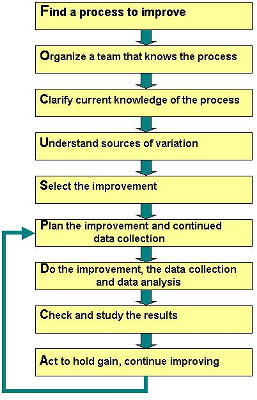 Find a process to improve
Organize a team that knows the process
Clarify current knowledge of the process
Understand sources of variation
Select the improvement
Plan the improvement and continued
data collection
Do the improvement, the data collection
and data analysis
Check and study the results
Act to hold gain, continue improving